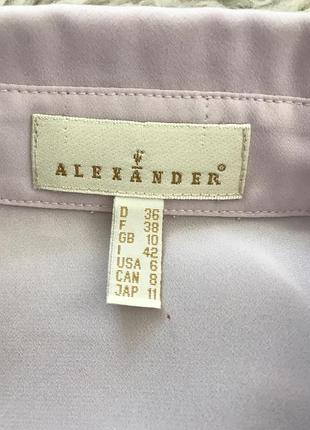 ALEXANDER®
D 36
F 38
GB 10
I 42
USA 6
CAN 8
JAP 11